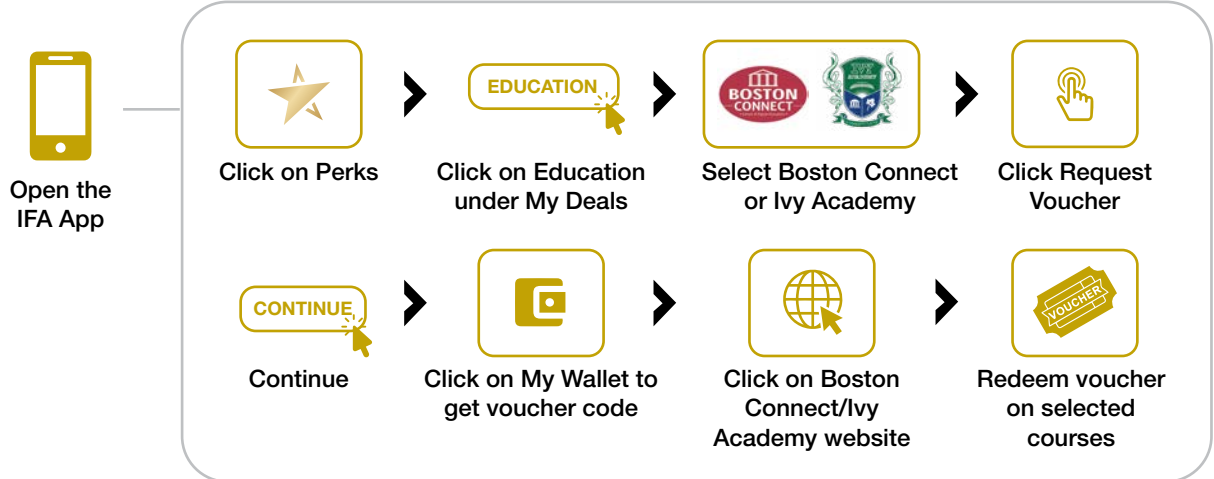 Open the
IFA App
Click on Perks
EDUCATION
Click on Education
under My Deals
BOSTON
CONNECT
IVY
ACADEMY
Select Boston Connect
or Ivy Academy
Click Request
Voucher
CONTINUE
Continue
Click on My Wallet to
get voucher code
Click on Boston
Connect/Ivy
Academy website
VOUCHER
Redeem voucher
on selected
courses